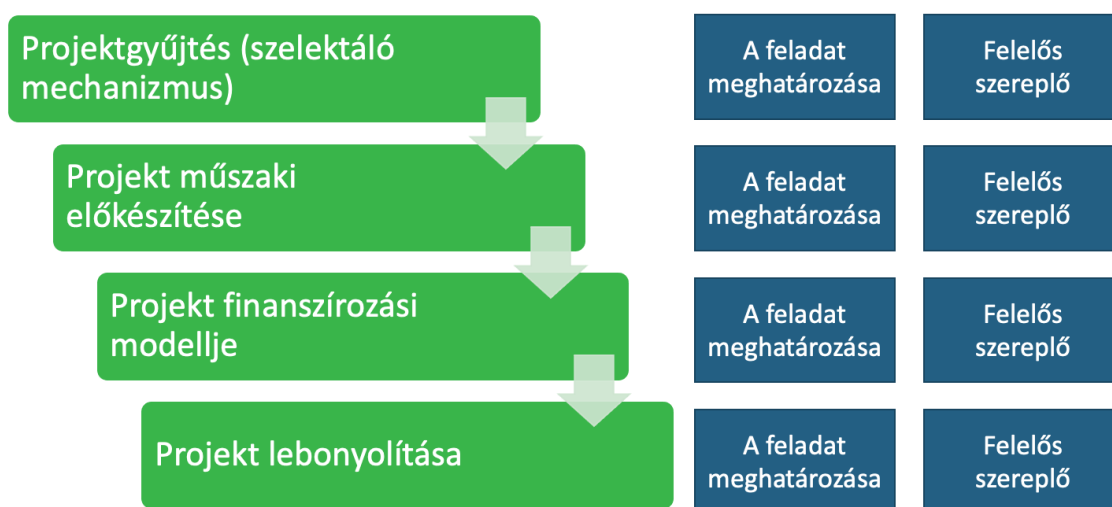 Projektgyűjtés (szelektáló
mechanizmus)
A feladat
meghatározása
Felelős
szereplő
Projekt műszaki
előkészítése
A feladat
meghatározása
Felelős
szereplő
Projekt finanszírozási
modellje
A feladat
meghatározása
Felelős
szereplő
Projekt lebonyolítása
A feladat
meghatározása
Felelős
szereplő